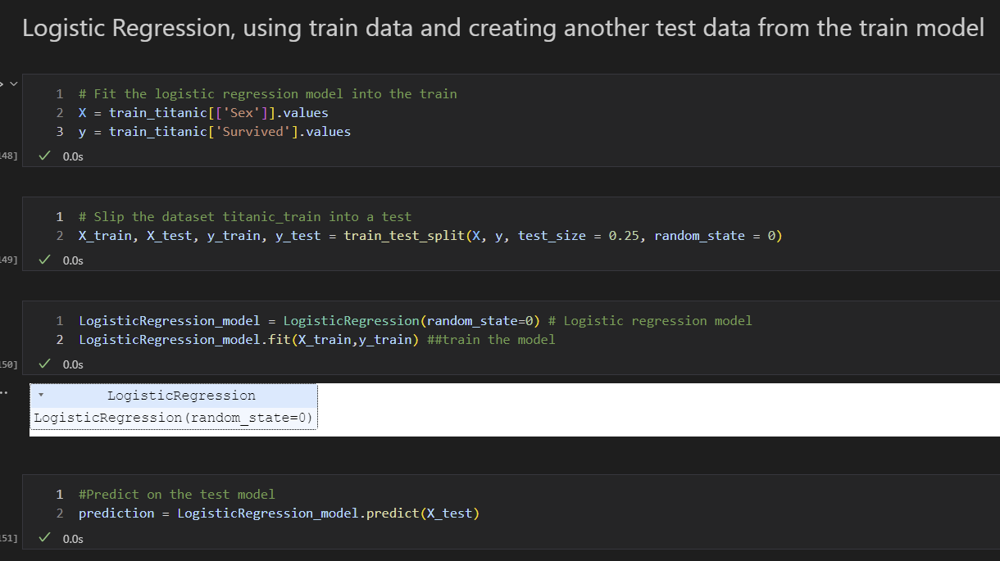 Logistic Regression, using train data and creating another test data from the train model
1 # Fit the logistic regression model into the train
2 X = train_titanic[['Sex']].values
3 y = train_titanic['Survived'].values
48] ✓ 0.0s
1 # Slip the dataset titanic_train into a test
2 X_train, X_test, y_train, y_test = train_test_split(X, y, test_size = 0.25, random_state = 0)
49] ✓ 0.0s
1 LogisticRegression_model = LogisticRegression(random_state=0) # Logistic regression model
2 LogisticRegression_model.fit(X_train,y_train) ##train the model
50] ✓ 0.0s
LogisticRegression
LogisticRegression(random_state=0)
1 #Predict on the test model
2 prediction = LogisticRegression_model.predict(X_test)
51] ✓ 0.0s